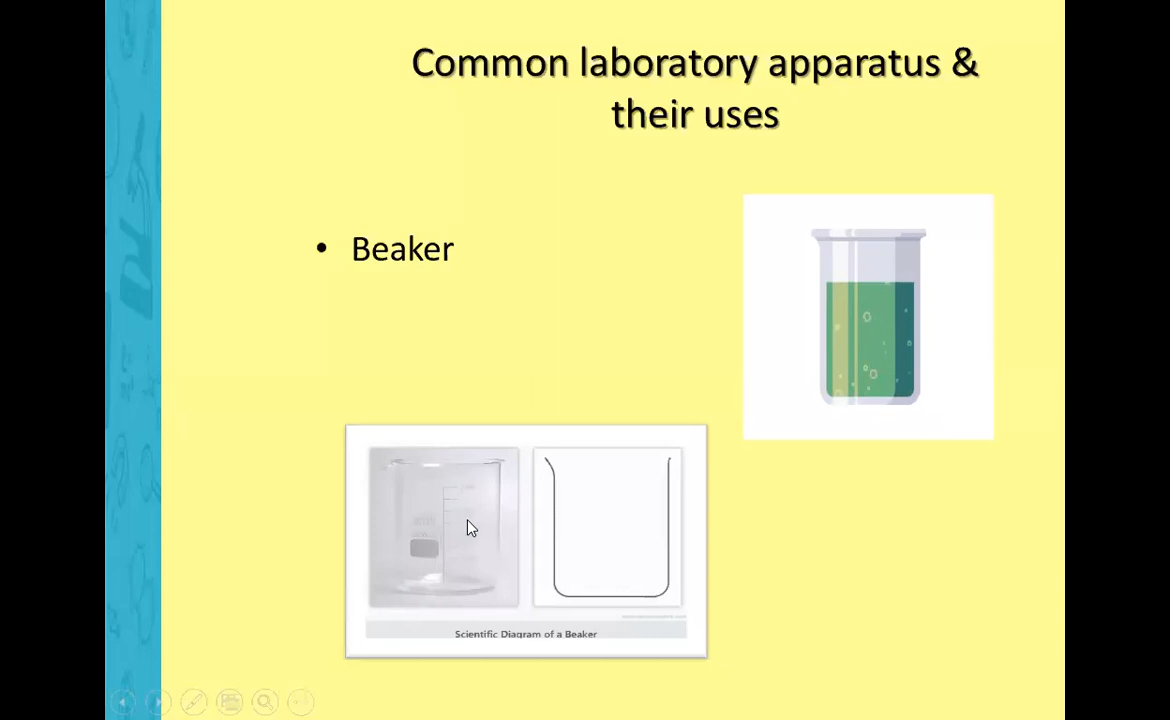 Common laboratory apparatus &
their uses
• Beaker
Scientific Diagram of a Beaker